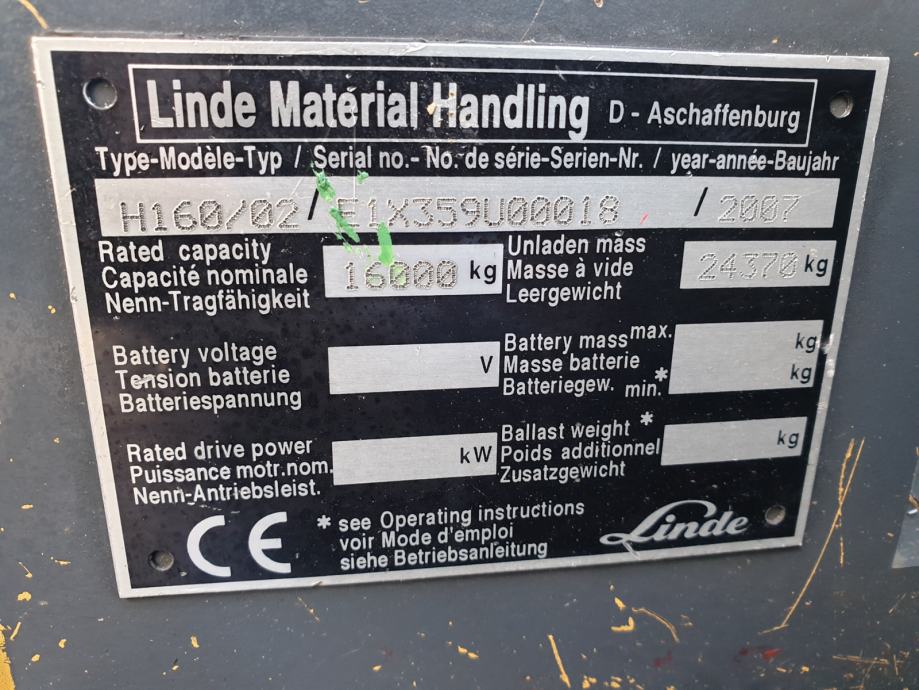 Linde Material Handling D - Aschaffenburg
Type-Modèle-Typ / Serial no.- No. de série-Serien-Nr. / year-année-Baujahr
H160/02 / E1X359U00018 / 2007
Rated capacity
Capacité nominale
Nenn-Tragfähigkeit
16000 kg
Unladen mass
Masse à vide
Leergewicht
24370 kg
Battery voltage
Tension batterie
Batteriespannung
V
Battery mass max.
Masse batterie
Batteriegew. min.*
kg
kg
Rated drive power
Puissance motr.nom.
Nenn-Antriebsleist.
kW
Ballast weight *
Poids additionnel
Zusatzgewicht
kg
CE
* see Operating instructions
voir Mode d'emploi
siehe Betriebsanleitung
Linde